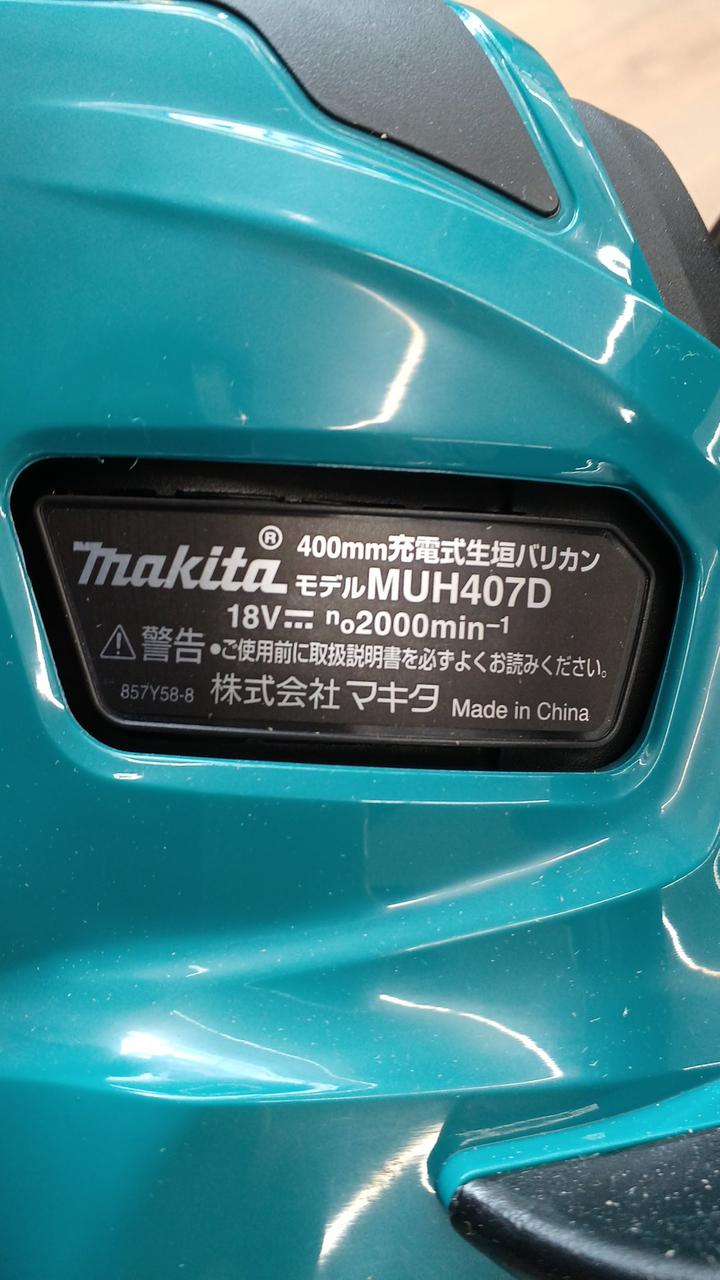 makita® 400mm充電式生垣バリカン
モデルMUH407D
18V⎓ n₀2000min⁻¹
⚠警告 •ご使用前に取扱説明書を必ずよくお読みください。
857Y58-8 株式会社マキタ Made in China